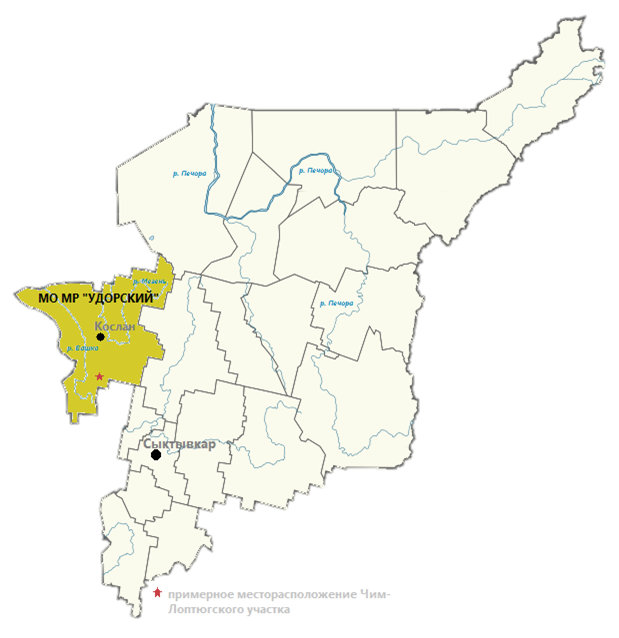 р. Печора
р. Печора
р. Мезень
МО МР "УДОРСКИЙ"
р. Печора
Кослан
р. Вашка
Сыктывкар
примерное месторасположение Чим-
Лоптюгского участка